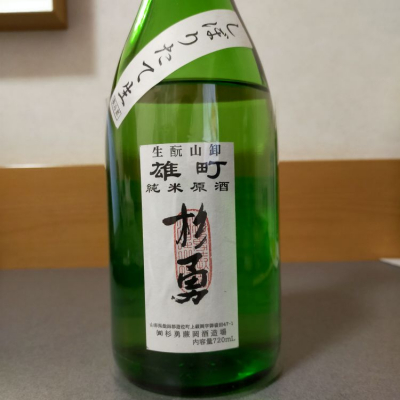 しぼりたて生
生酛山卸
雄町
純米原酒
杉勇
㈱杉勇蕨岡酒造場
内容量720mL